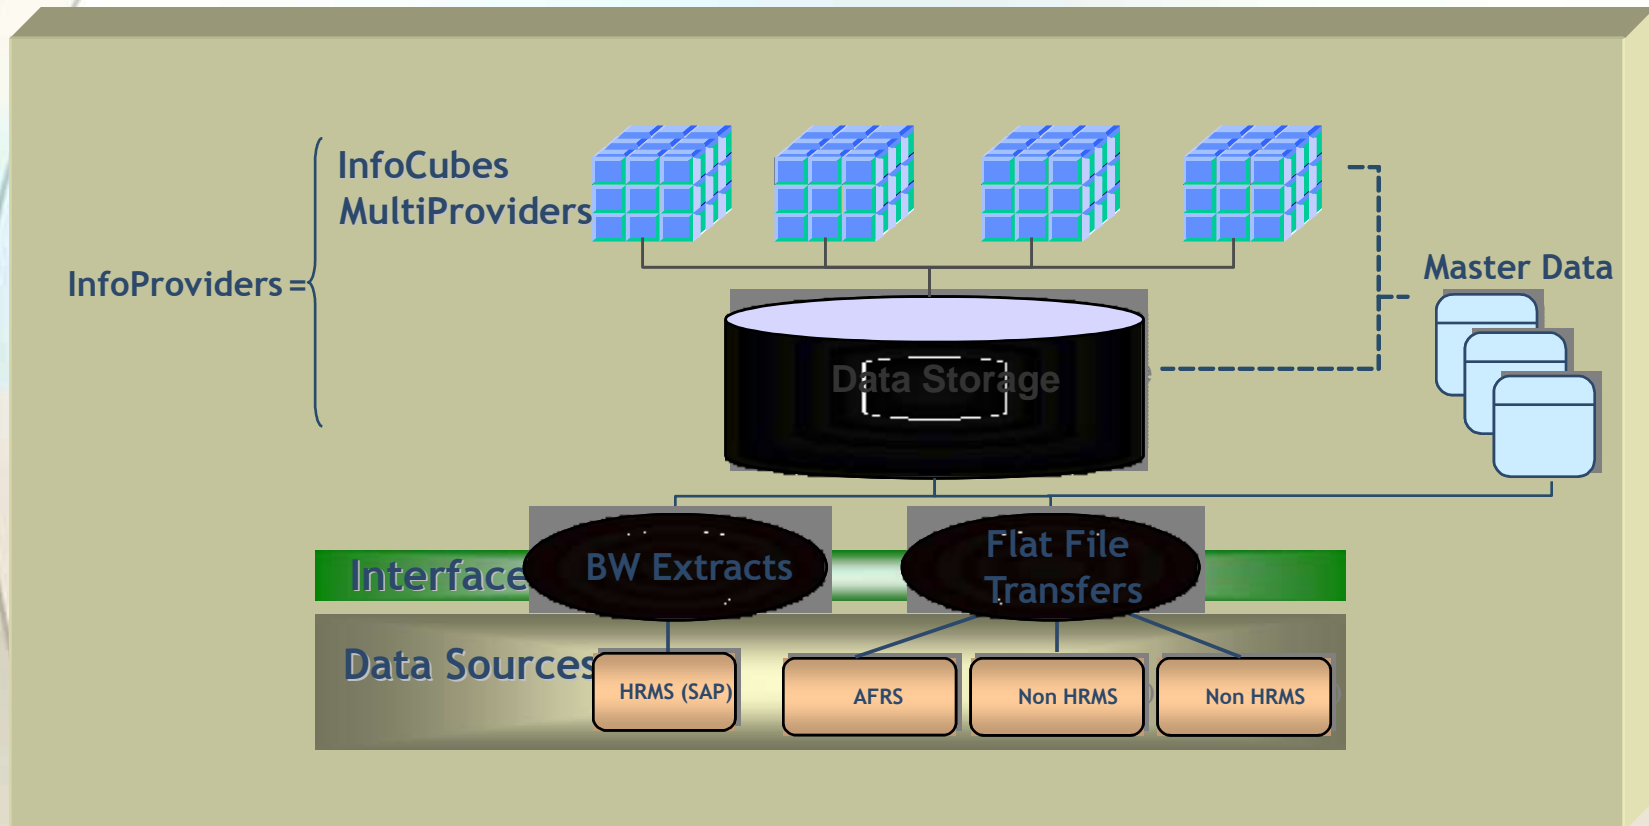 InfoCubes
MultiProviders
InfoProviders =
Master Data
Data Storage
Interface
BW Extracts
Flat File
Transfers
Data Sources
HRMS (SAP)
AFRS
Non HRMS
Non HRMS